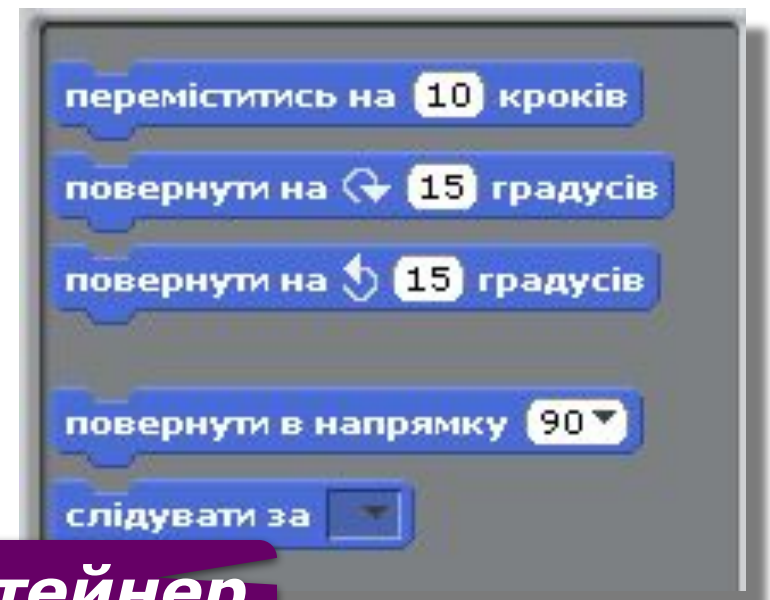 переміститись на 10 кроків
повернути на 15 градусів
повернути на 15 градусів
повернути в напрямку 90
слідувати за